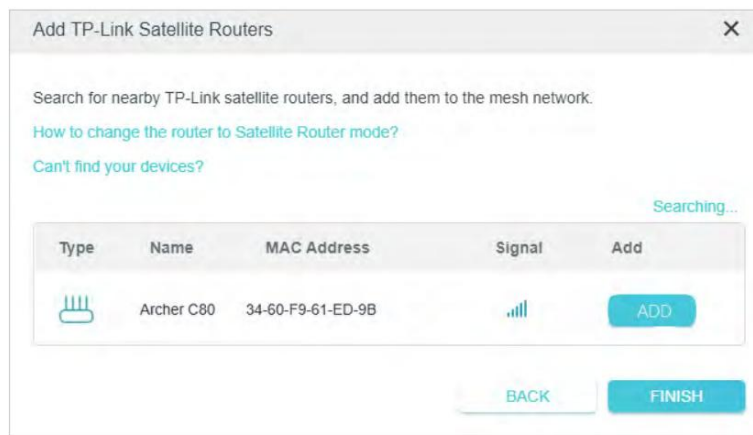 Add TP-Link Satellite Routers
Search for nearby TP-Link satellite routers, and add them to the mesh network.
How to change the router to Satellite Router mode?
Can't find your devices?
Searching...
Type Name MAC Address Signal Add
Archer C80 34-60-F9-61-ED-9B ADD
BACK FINISH